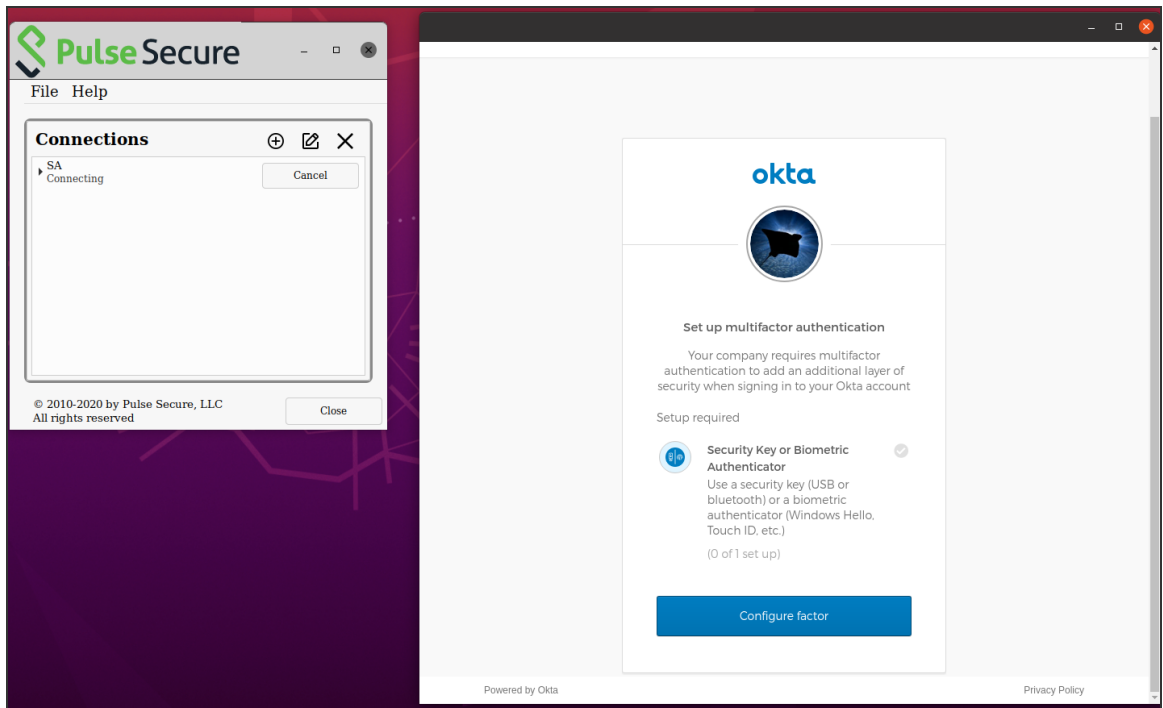 Pulse Secure
File Help
Connections
SA
Connecting
Cancel
© 2010-2020 by Pulse Secure, LLC
All rights reserved
Close
okta
Set up multifactor authentication
Your company requires multifactor
authentication to add an additional layer of
security when signing in to your Okta account
Setup required
Security Key or Biometric
Authenticator
Use a security key (USB or
bluetooth) or a biometric
authenticator (Windows Hello,
Touch ID, etc.)
(0 of 1 set up)
Configure factor
Powered by Okta
Privacy Policy